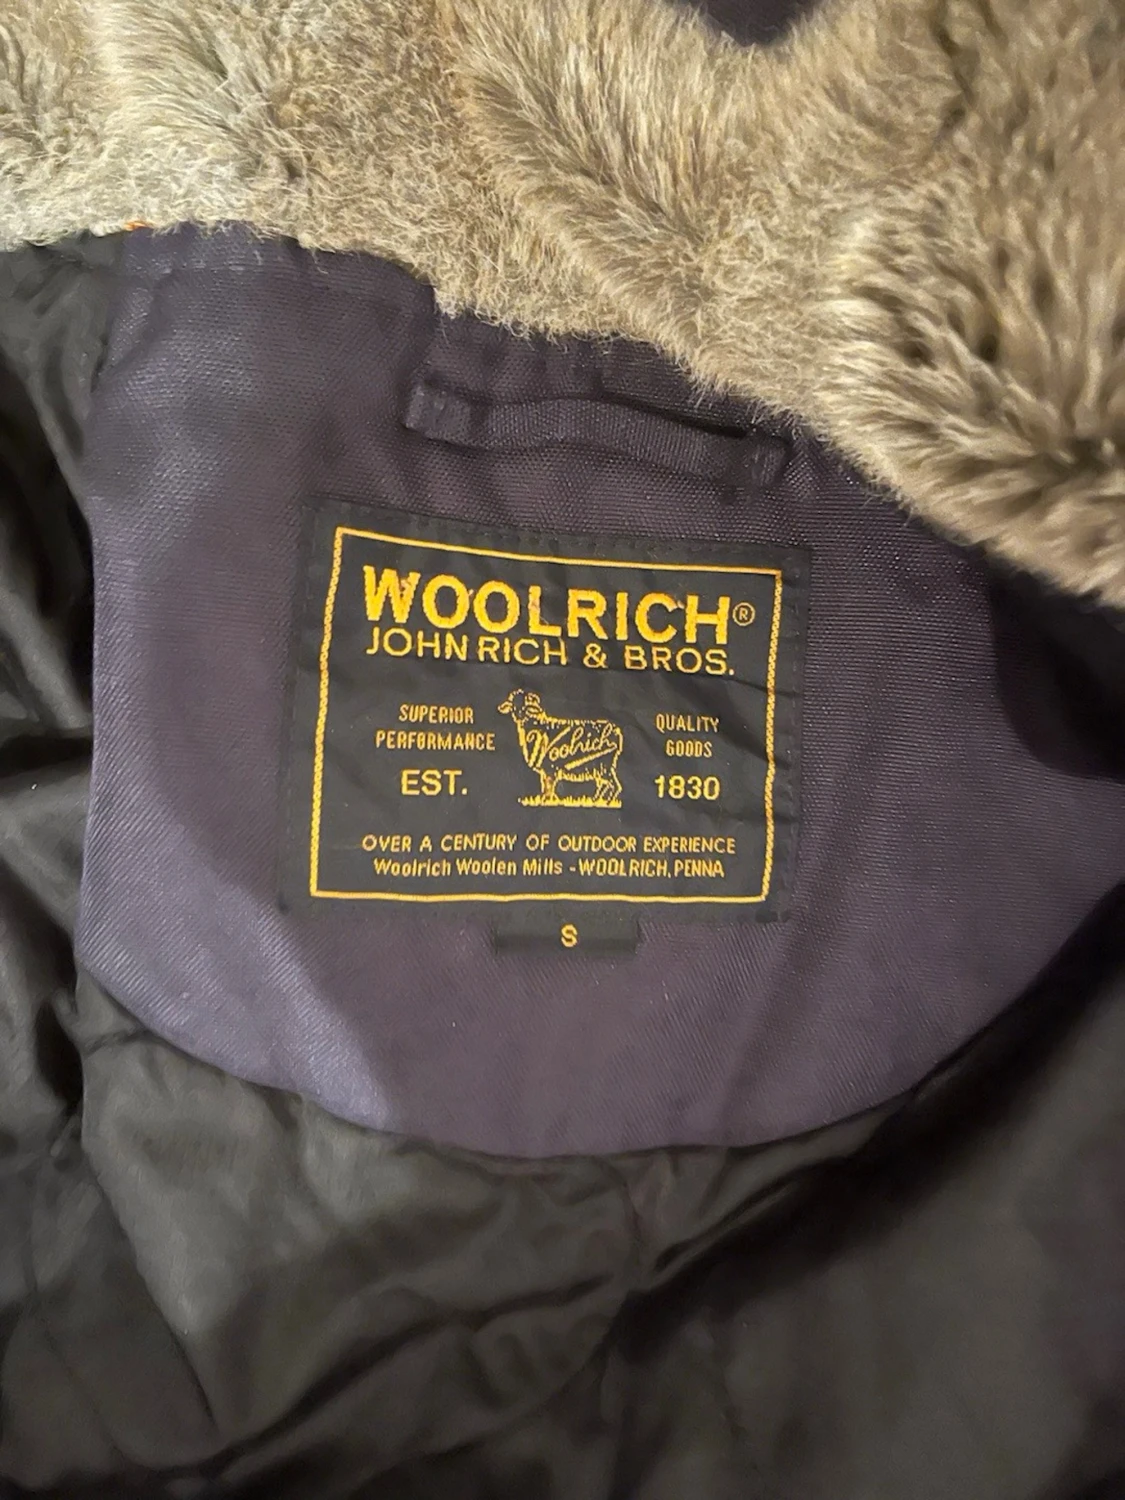 WOOLRICH®
JOHN RICH & BROS.
SUPERIOR PERFORMANCE
Woolrich
QUALITY GOODS
EST. 1830
OVER A CENTURY OF OUTDOOR EXPERIENCE
Woolrich Woolen Mills - WOOLRICH, PENNA
S